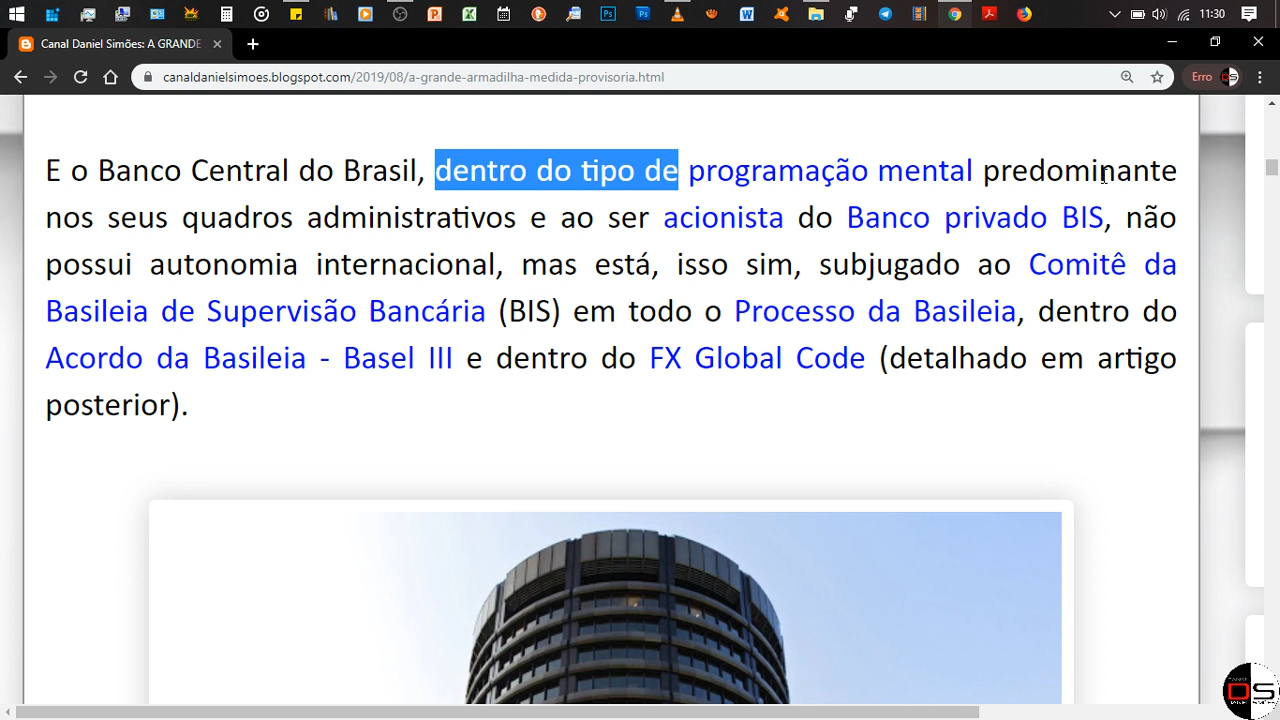 11:30
Canal Daniel Simões: A GRANDE
canaldanielsimoes.blogspot.com/2019/08/a-grande-armadilha-medida-provisoria.html
Erro
E o Banco Central do Brasil, dentro do tipo de programação mental predominante
nos seus quadros administrativos e ao ser acionista do Banco privado BIS, não
possui autonomia internacional, mas está, isso sim, subjugado ao Comitê da
Basileia de Supervisão Bancária (BIS) em todo o Processo da Basileia, dentro do
Acordo da Basileia - Basel III e dentro do FX Global Code (detalhado em artigo
posterior).
DS